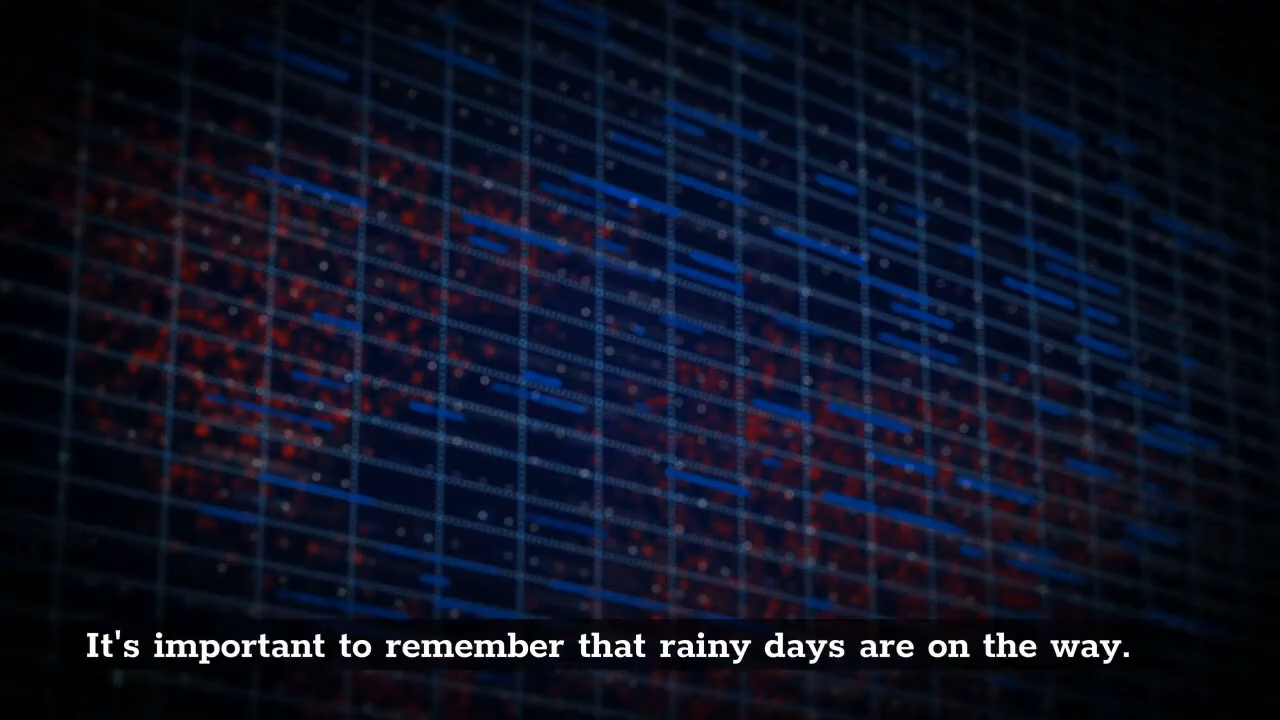 It's important to remember that rainy days are on the way.